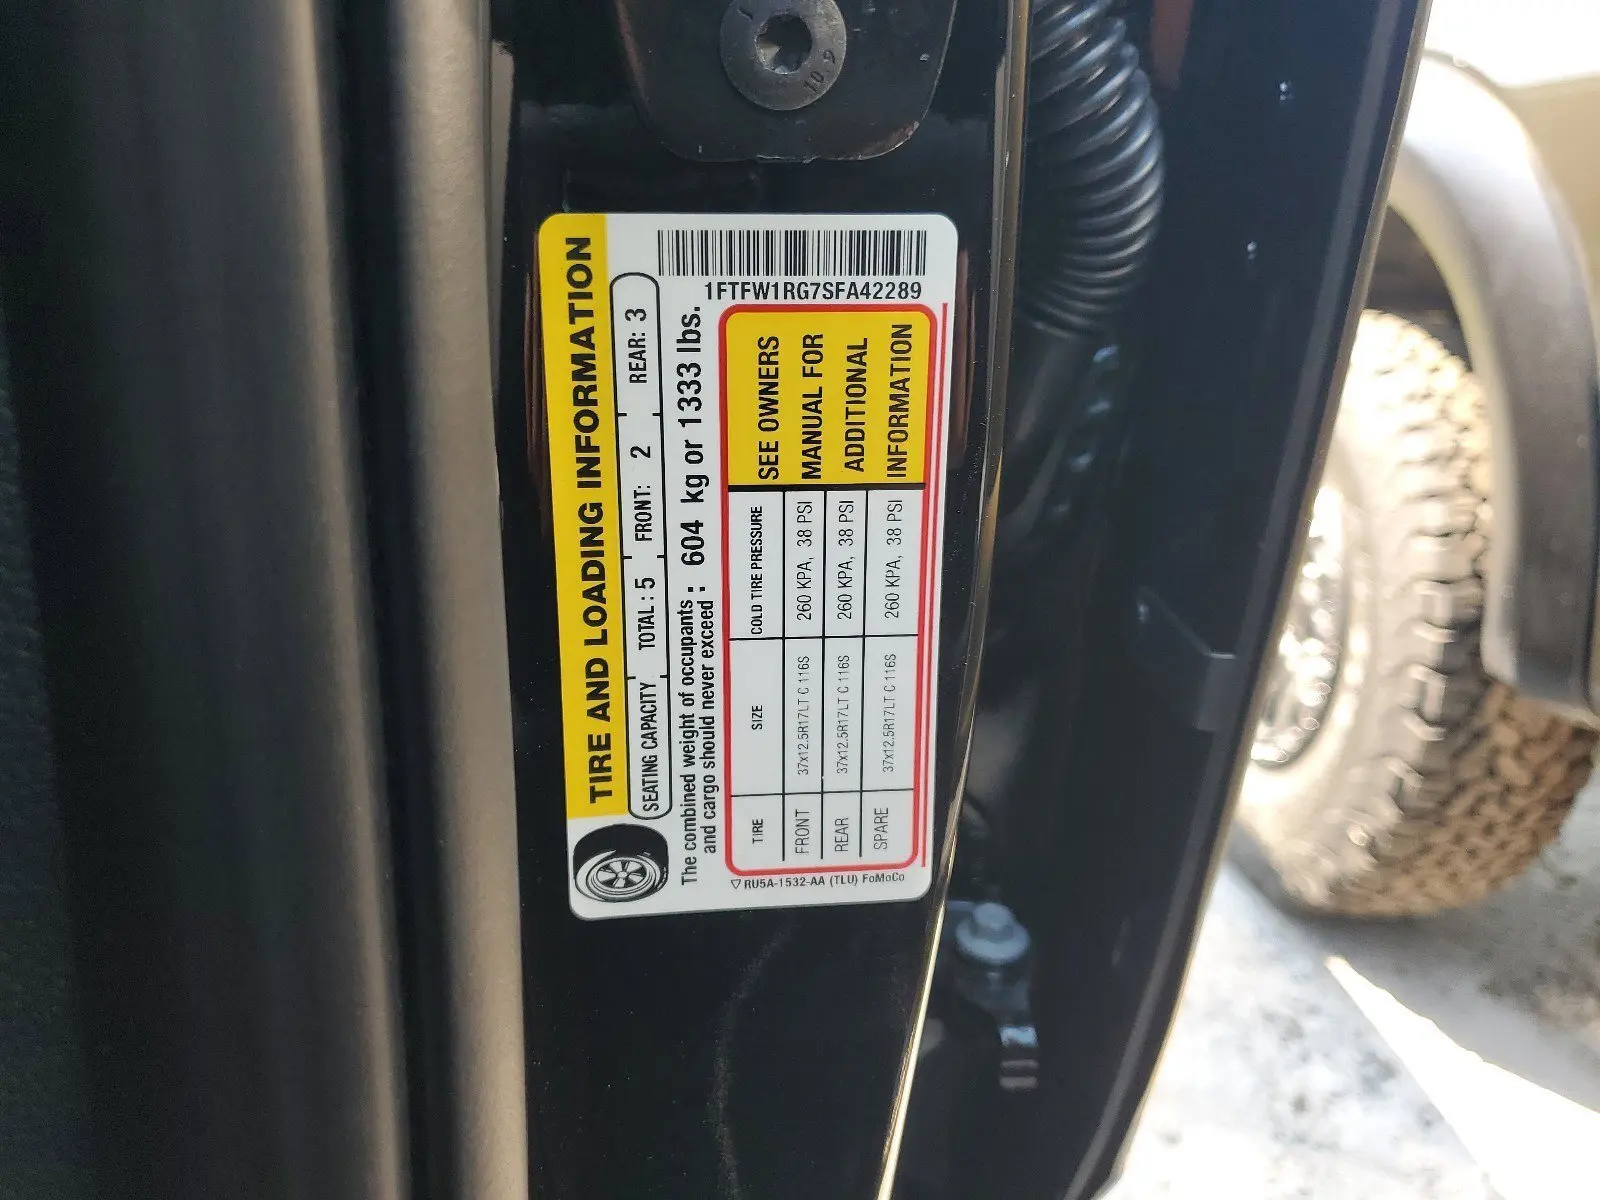 10.9
TIRE AND LOADING INFORMATION
SEATING CAPACITY TOTAL : 5 FRONT: 2 REAR: 3
The combined weight of occupants : 604 kg or 1333 lbs.
and cargo should never exceed :
1FTFW1RG7SFA42289
TIRE SIZE COLD TIRE PRESSURE
FRONT 37x12.5R17LT C 116S 260 KPA, 38 PSI
REAR 37x12.5R17LT C 116S 260 KPA, 38 PSI
SPARE 37x12.5R17LT C 116S 260 KPA, 38 PSI
SEE OWNERS
MANUAL FOR
ADDITIONAL
INFORMATION
RU5A-1532-AA (TLU) FoMoCo